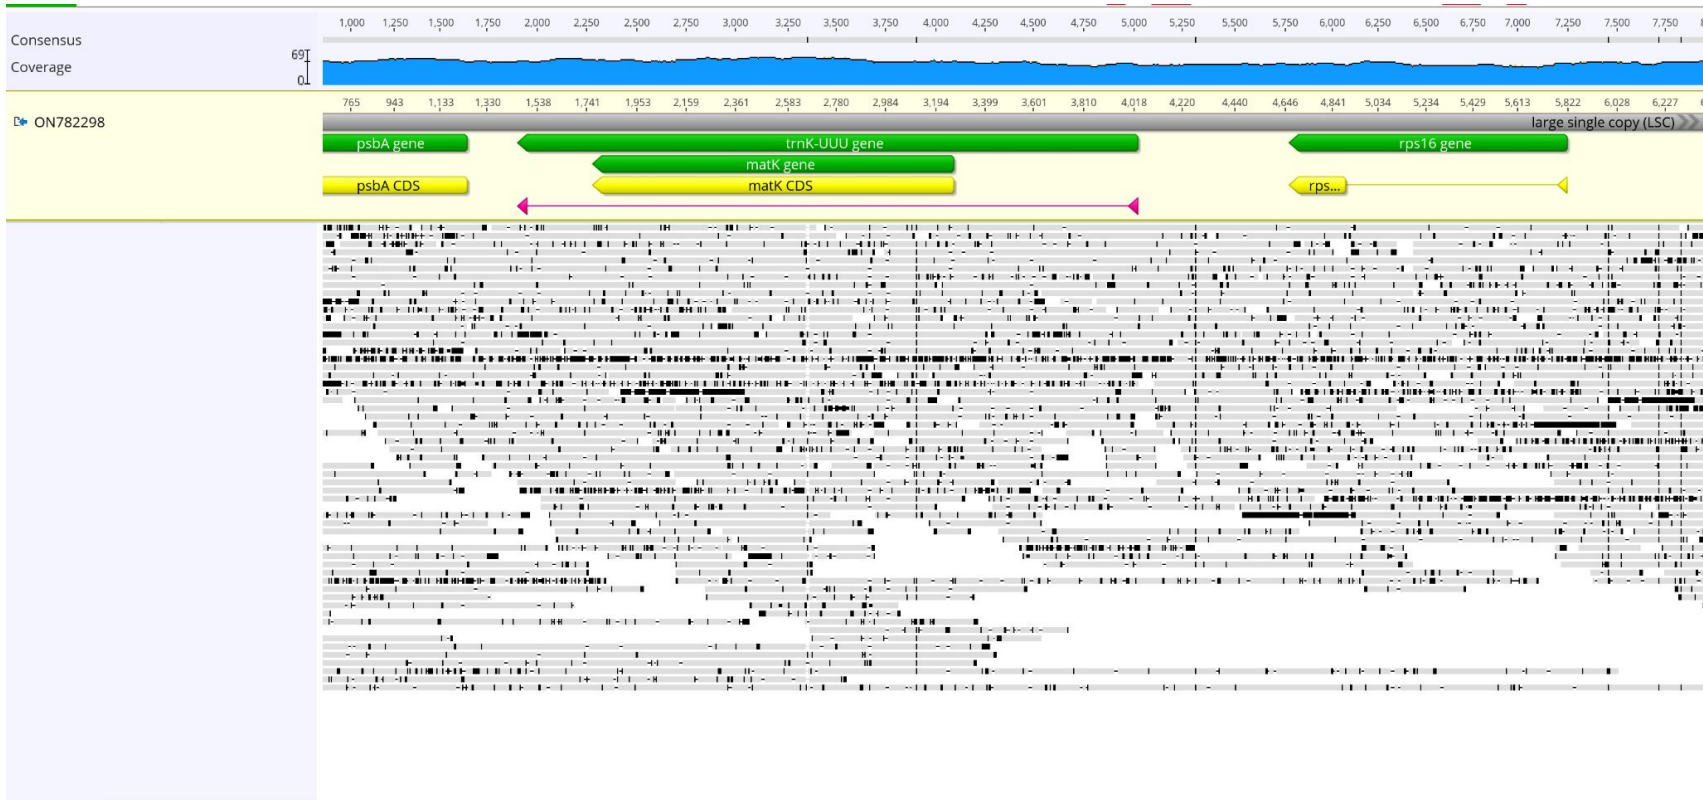 1,000 1,250 1,500 1,750 2,000 2,250 2,500 2,750 3,000 3,250 3,500 3,750 4,000 4,250 4,500 4,750 5,000 5,250 5,500 5,750 6,000 6,250 6,500 6,750 7,000 7,250 7,500 7,750
Consensus
Coverage
69
0
765 943 1,133 1,330 1,538 1,741 1,953 2,159 2,361 2,583 2,780 2,984 3,194 3,399 3,601 3,810 4,018 4,220 4,440 4,646 4,841 5,034 5,234 5,429 5,613 5,822 6,028 6,227
ON782298
large single copy (LSC)
psbA gene trnK-UUU gene rps16 gene
matK gene
psbA CDS matK CDS rps...